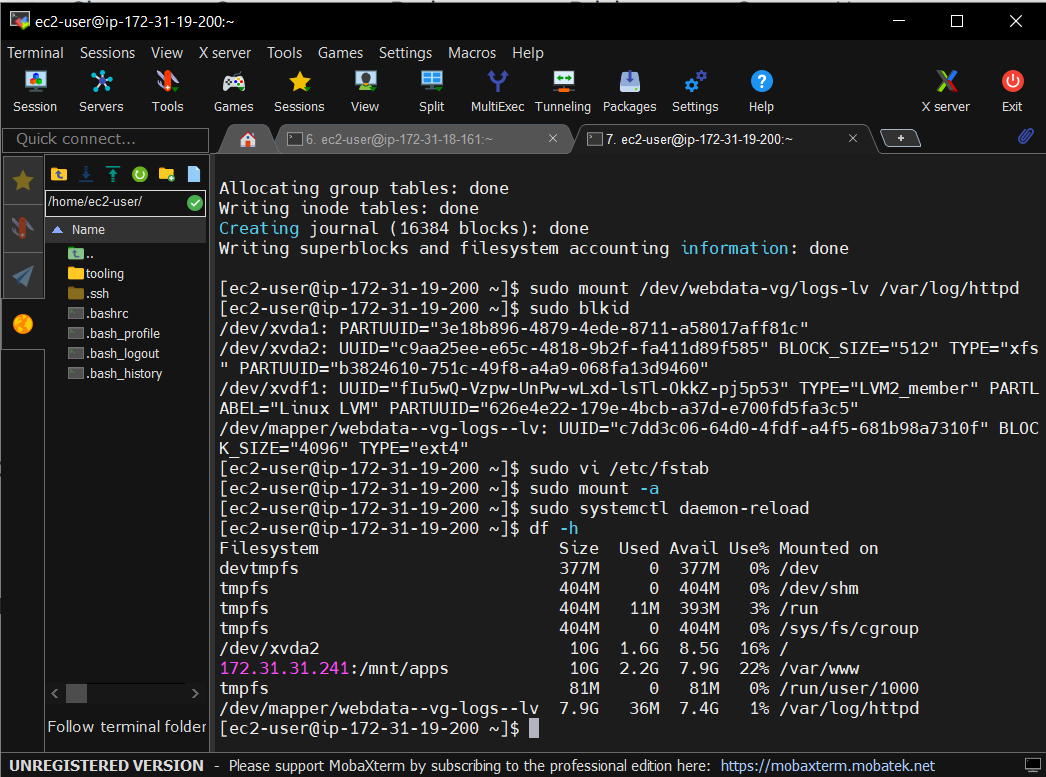 ec2-user@ip-172-31-19-200:~
Terminal Sessions View X server Tools Games Settings Macros Help
Session Servers Tools Games Sessions View Split MultiExec Tunneling Packages Settings Help X server Exit
Quick connect...
6. ec2-user@ip-172-31-18-161:~
7. ec2-user@ip-172-31-19-200:~
/home/ec2-user/
Name
..
tooling
.ssh
.bashrc
.bash_profile
.bash_logout
.bash_history
Follow terminal folder
Allocating group tables: done
Writing inode tables: done
Creating journal (16384 blocks): done
Writing superblocks and filesystem accounting information: done
[ec2-user@ip-172-31-19-200 ~]$ sudo mount /dev/webdata-vg/logs-lv /var/log/httpd
[ec2-user@ip-172-31-19-200 ~]$ sudo blkid
/dev/xvda1: PARTUUID="3e18b896-4879-4ede-8711-a58017aff81c"
/dev/xvda2: UUID="c9aa25ee-e65c-4818-9b2f-fa411d89f585" BLOCK_SIZE="512" TYPE="xfs
" PARTUUID="b3824610-751c-49f8-a4a9-068fa13d9460"
/dev/xvdf1: UUID="fIu5wQ-Vzpw-UnPw-wLxd-lsTl-OkkZ-pj5p53" TYPE="LVM2_member" PARTL
ABEL="Linux LVM" PARTUUID="626e4e22-179e-4bcb-a37d-e700fd5fa3c5"
/dev/mapper/webdata--vg-logs--lv: UUID="c7dd3c06-64d0-4fdf-a4f5-681b98a7310f" BLOC
K_SIZE="4096" TYPE="ext4"
[ec2-user@ip-172-31-19-200 ~]$ sudo vi /etc/fstab
[ec2-user@ip-172-31-19-200 ~]$ sudo mount -a
[ec2-user@ip-172-31-19-200 ~]$ sudo systemctl daemon-reload
[ec2-user@ip-172-31-19-200 ~]$ df -h
Filesystem Size Used Avail Use% Mounted on
devtmpfs 377M 0 377M 0% /dev
tmpfs 404M 0 404M 0% /dev/shm
tmpfs 404M 11M 393M 3% /run
tmpfs 404M 0 404M 0% /sys/fs/cgroup
/dev/xvda2 10G 1.6G 8.5G 16% /
172.31.31.241:/mnt/apps 10G 2.2G 7.9G 22% /var/www
tmpfs 81M 0 81M 0% /run/user/1000
/dev/mapper/webdata--vg-logs--lv 7.9G 36M 7.4G 1% /var/log/httpd
[ec2-user@ip-172-31-19-200 ~]$
UNREGISTERED VERSION - Please support MobaXterm by subscribing to the professional edition here: https://mobaxterm.mobatek.net